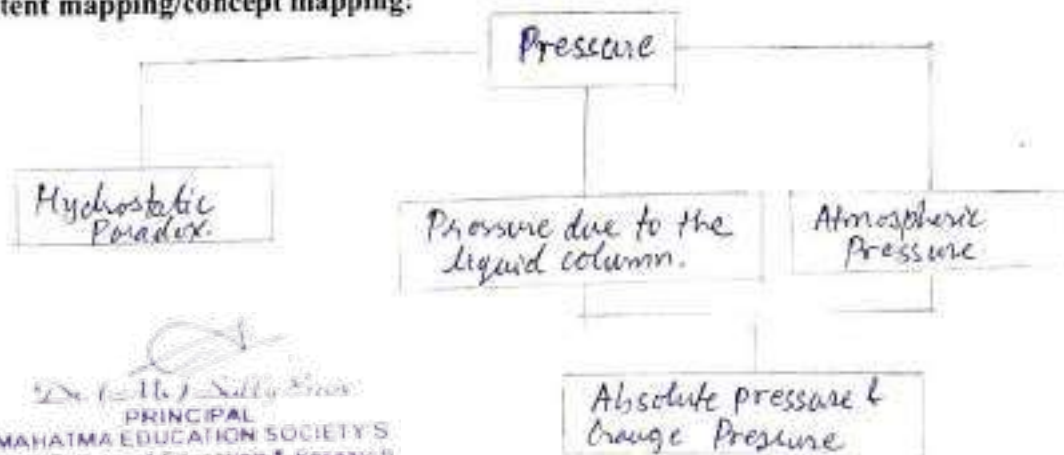 tent mapping/concept mapping:
Pressure
Hydrostatic
Paradox.
Pressure due to the
liquid column.
Atmospheric
Pressure
Absolute pressure &
Gauge Pressure
PRINCIPAL
MAHATMA EDUCATION SOCIETY'S